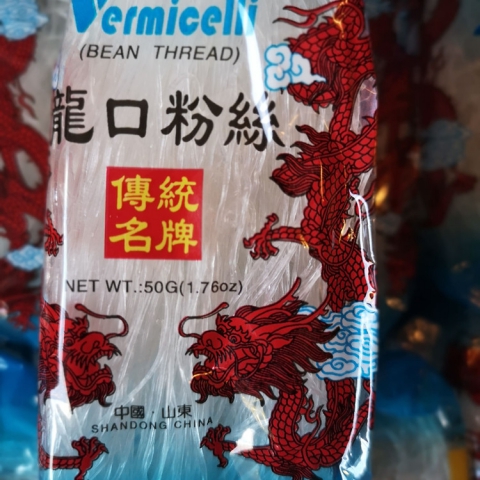 Vermicelli
(BEAN THREAD)
龍口粉絲
傳統
名牌
NET WT.:50G(1.76oz)
中國·山東
SHANDONG CHINA